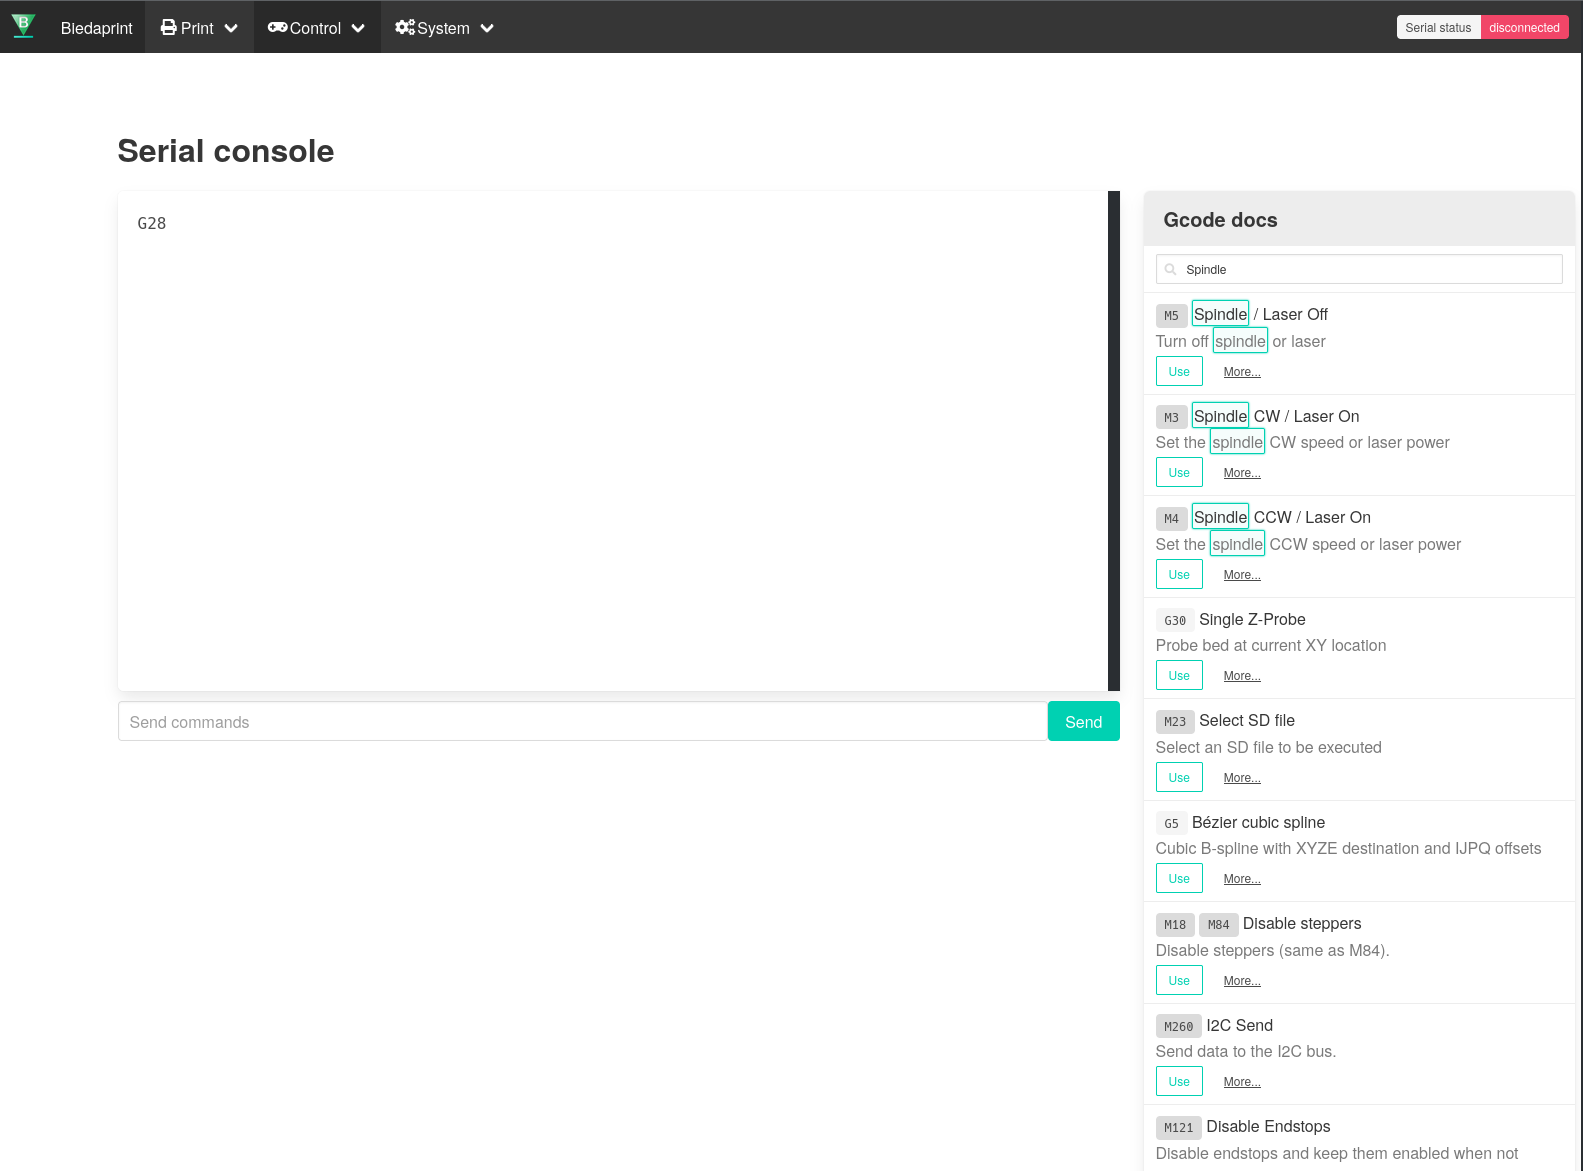 B Biedaprint Print Control System Serial status disconnected
Serial console
G28
Send commands Send
Gcode docs
Spindle
M5 Spindle / Laser Off
Turn off spindle or laser
Use More...
M3 Spindle CW / Laser On
Set the spindle CW speed or laser power
Use More...
M4 Spindle CCW / Laser On
Set the spindle CCW speed or laser power
Use More...
G30 Single Z-Probe
Probe bed at current XY location
Use More...
M23 Select SD file
Select an SD file to be executed
Use More...
G5 Bézier cubic spline
Cubic B-spline with XYZE destination and IJPQ offsets
Use More...
M18 M84 Disable steppers
Disable steppers (same as M84).
Use More...
M260 I2C Send
Send data to the I2C bus.
Use More...
M121 Disable Endstops
Disable endstops and keep them enabled when not